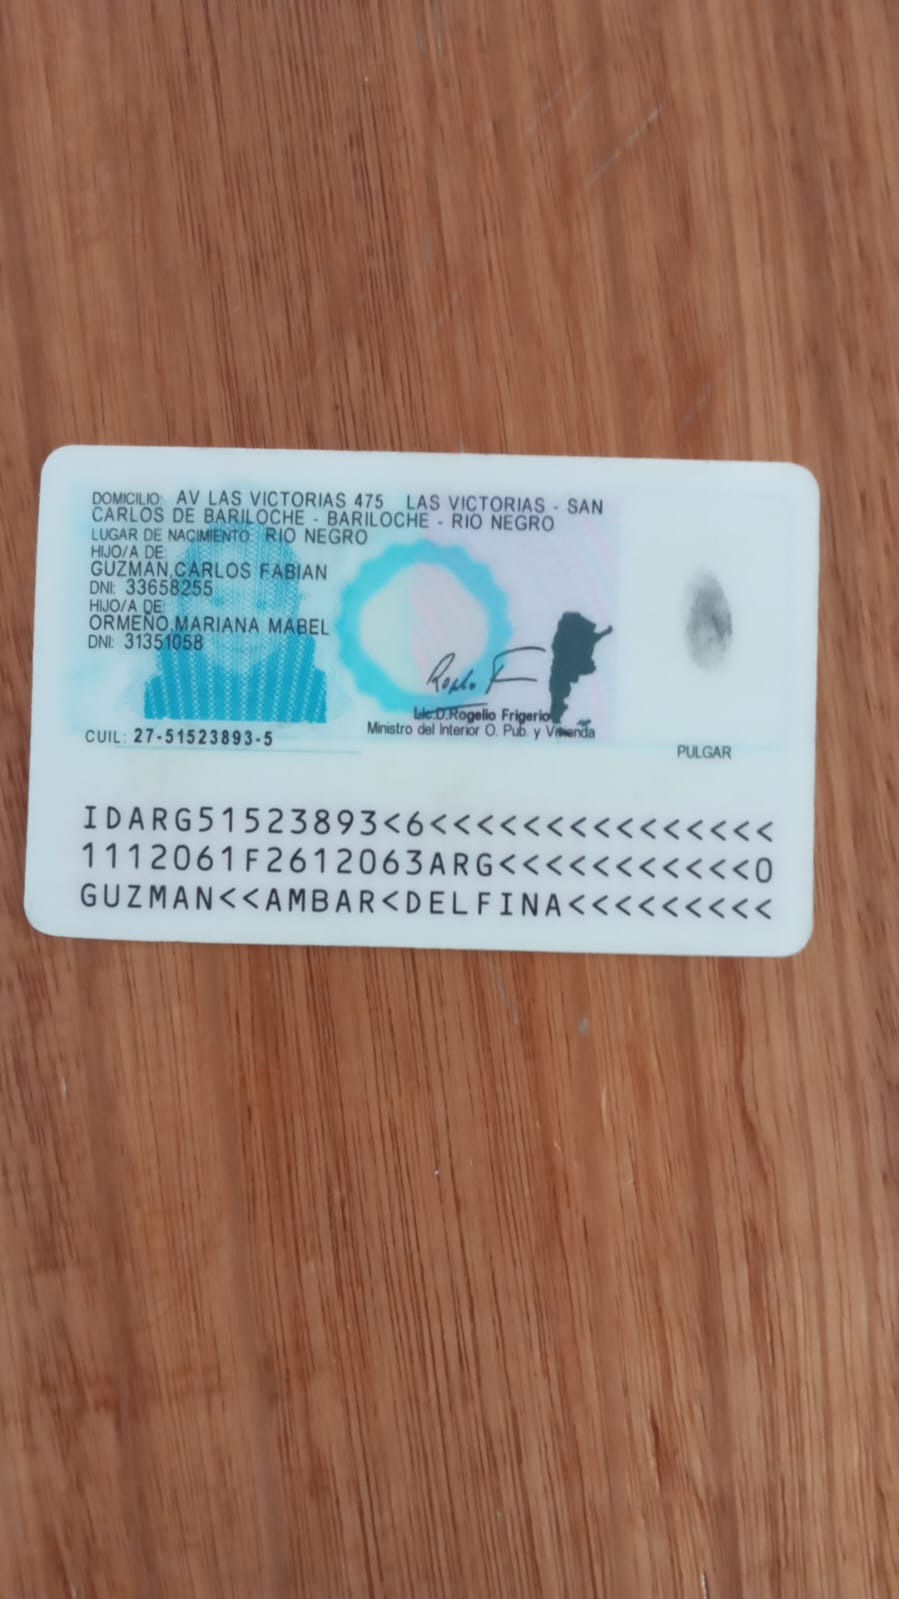 DOMICILIO: AV LAS VICTORIAS 475 LAS VICTORIAS - SAN
CARLOS DE BARILOCHE - BARILOCHE - RIO NEGRO
LUGAR DE NACIMIENTO: RIO NEGRO
HIJO/A DE:
GUZMAN,CARLOS FABIAN
DNI: 33658255
HIJO/A DE:
ORMEÑO,MARIANA MABEL
DNI: 31351058
Lic.D.Rogelio Frigerio
Ministro del Interior O. Pub. y Vivienda
CUIL: 27-51523893-5
PULGAR
IDARG51523893<6<<<<<<<<<<<<<<<
1112061F2612063ARG<<<<<<<<<<<0
GUZMAN<<AMBAR<DELFINA<<<<<<<<<